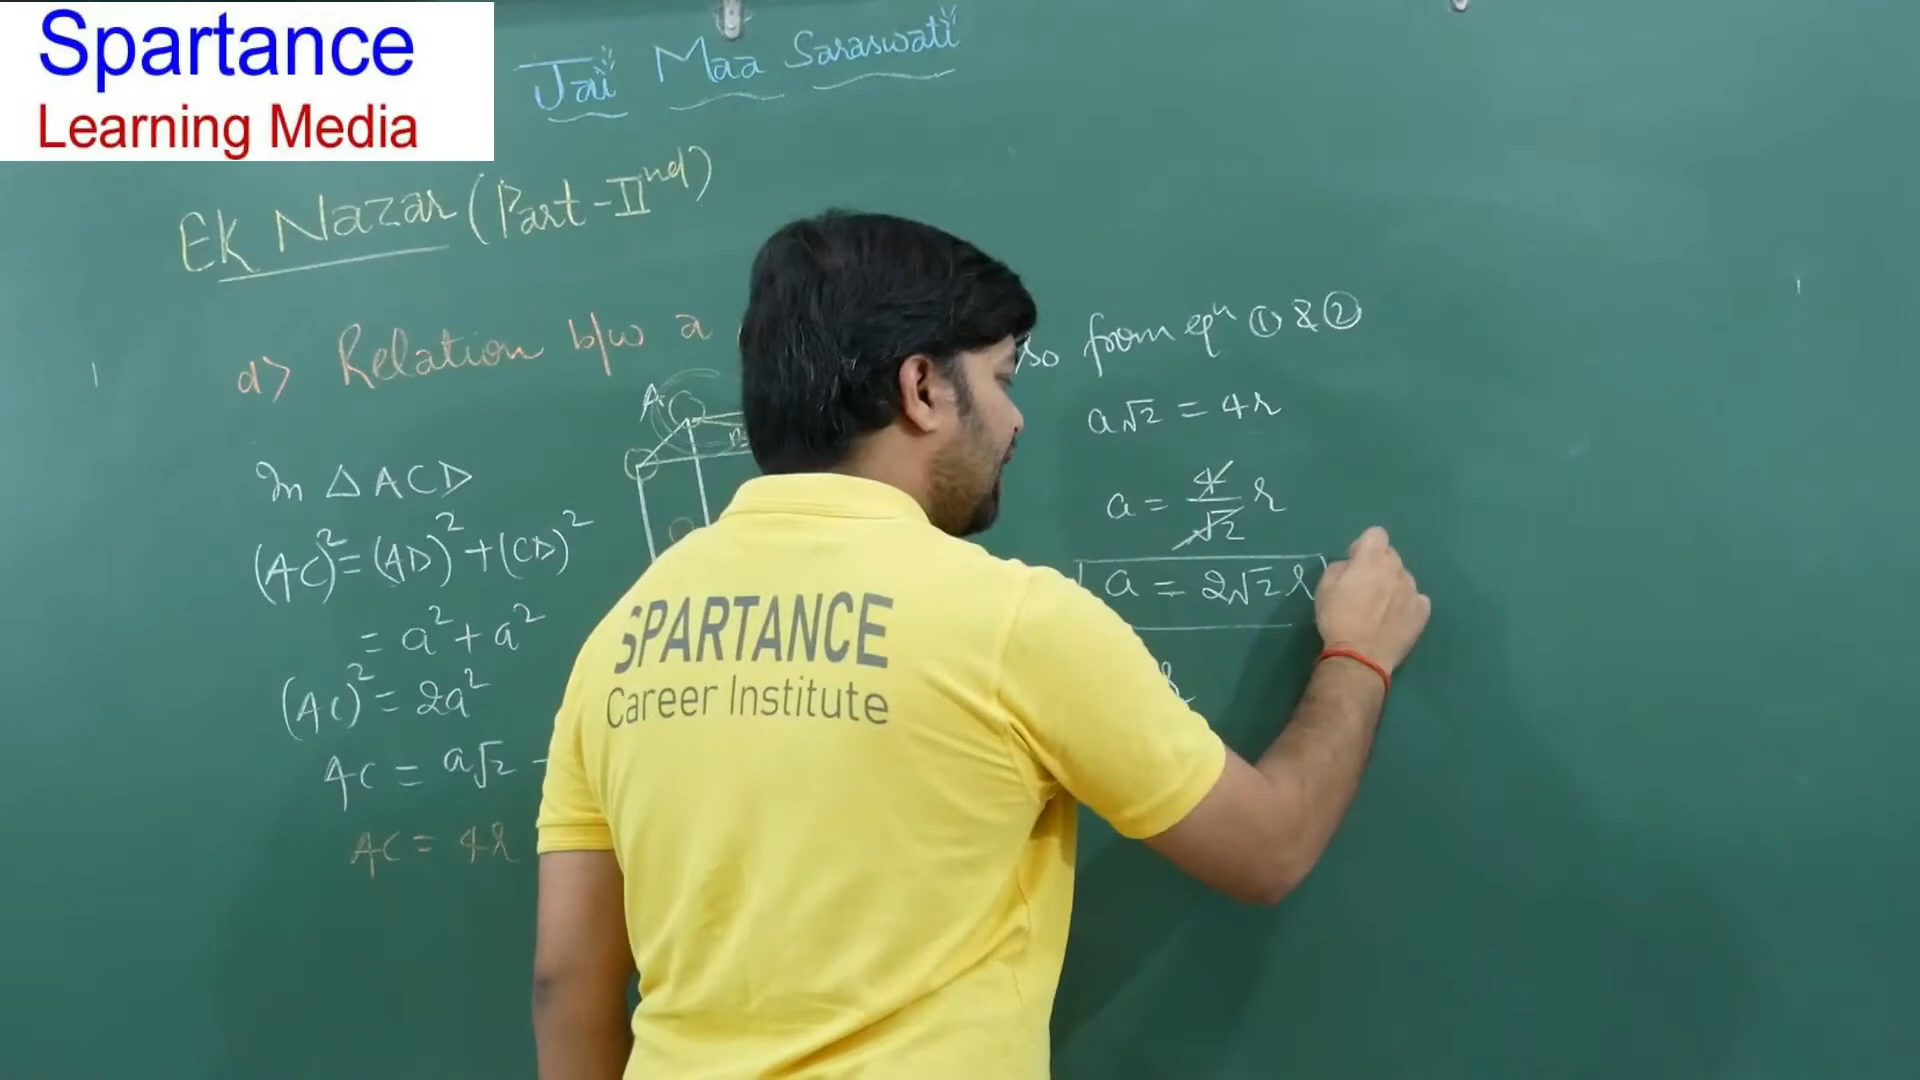 Spartance
Learning Media
Jai Maa Saraswati
Ek Nazar (Part-IInd)
a> Relation b/w a
In △ACD
(AC)²=(AD)²+(CD)²
= a²+a²
(AC)²= 2a²
AC = a√2 -
AC = 4r
A
so from eqn ① & ②
a√2 = 4r
a = 4/√2 r
a = 2√2 r
SPARTANCE
Career Institute